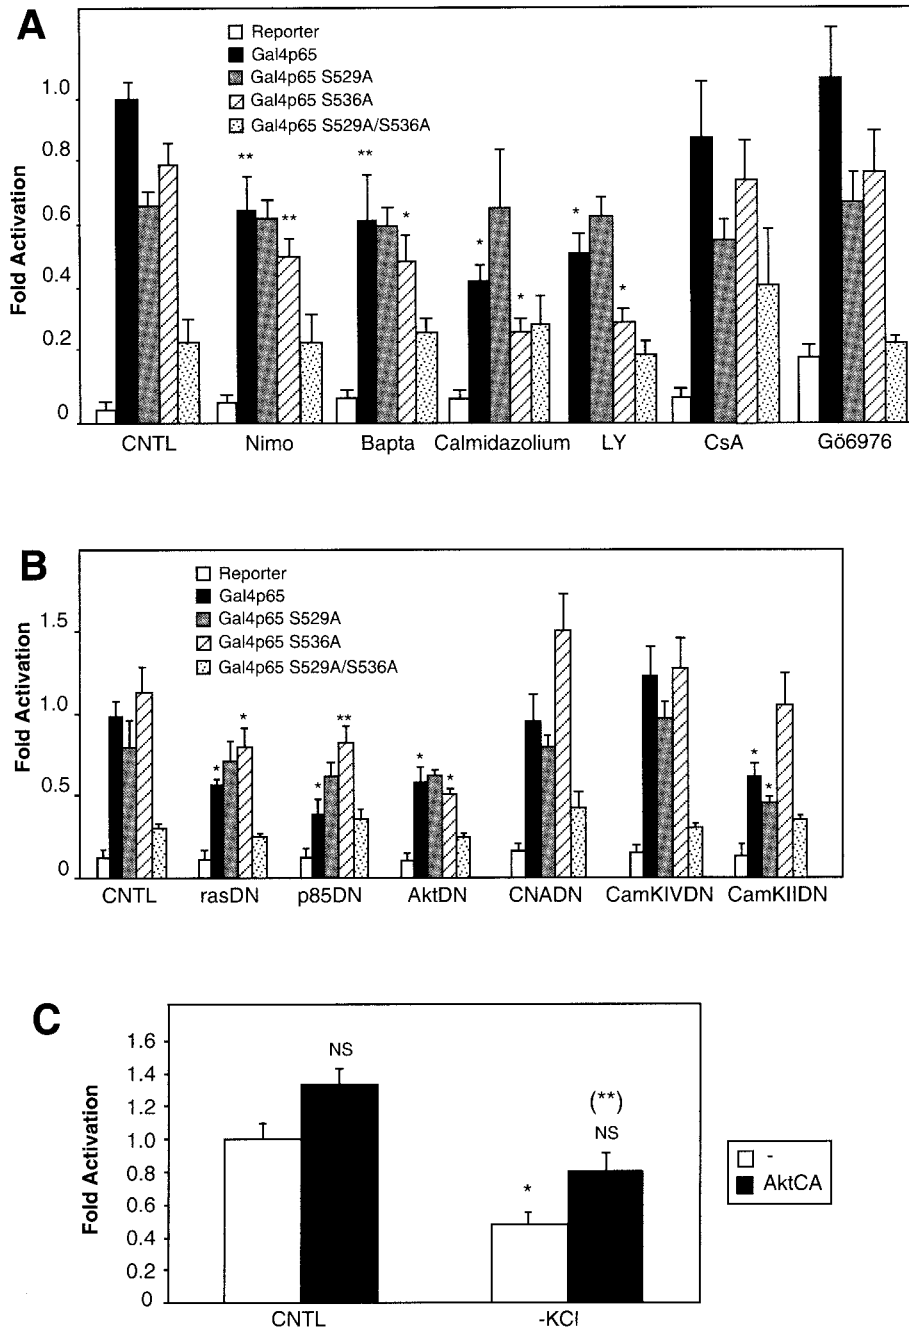 A
Reporter
Gal4p65
Gal4p65 S529A
Gal4p65 S536A
Gal4p65 S529A/S536A
Fold Activation
1.0
0.8
0.6
0.4
0.2
0
** ** ** * * * * *
CNTL Nimo Bapta Calmidazolium LY CsA Gö6976
B
Reporter
Gal4p65
Gal4p65 S529A
Gal4p65 S536A
Gal4p65 S529A/S536A
Fold Activation
1.5
1.0
0.5
0
* * * ** * * * *
CNTL rasDN p85DN AktDN CNADN CamKIVDN CamKIIDN
C
Fold Activation
1.6
1.4
1.2
1.0
0.8
0.6
0.4
0.2
0
NS
*
(**)
NS
CNTL -KCl
-
AktCA